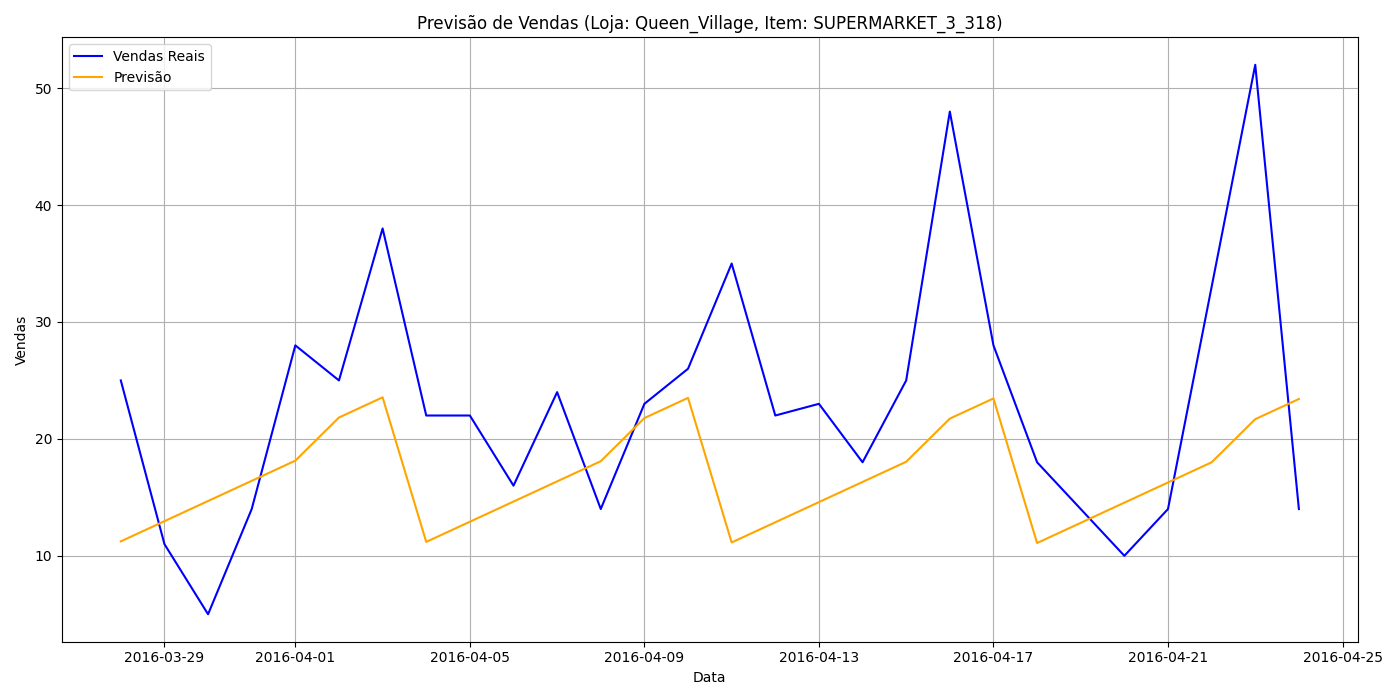 Previsão de Vendas (Loja: Queen_Village, Item: SUPERMARKET_3_318)
Vendas Reais
Previsão
50
40
30
20
10
Vendas
2016-03-29 2016-04-01 2016-04-05 2016-04-09 2016-04-13 2016-04-17 2016-04-21 2016-04-25
Data